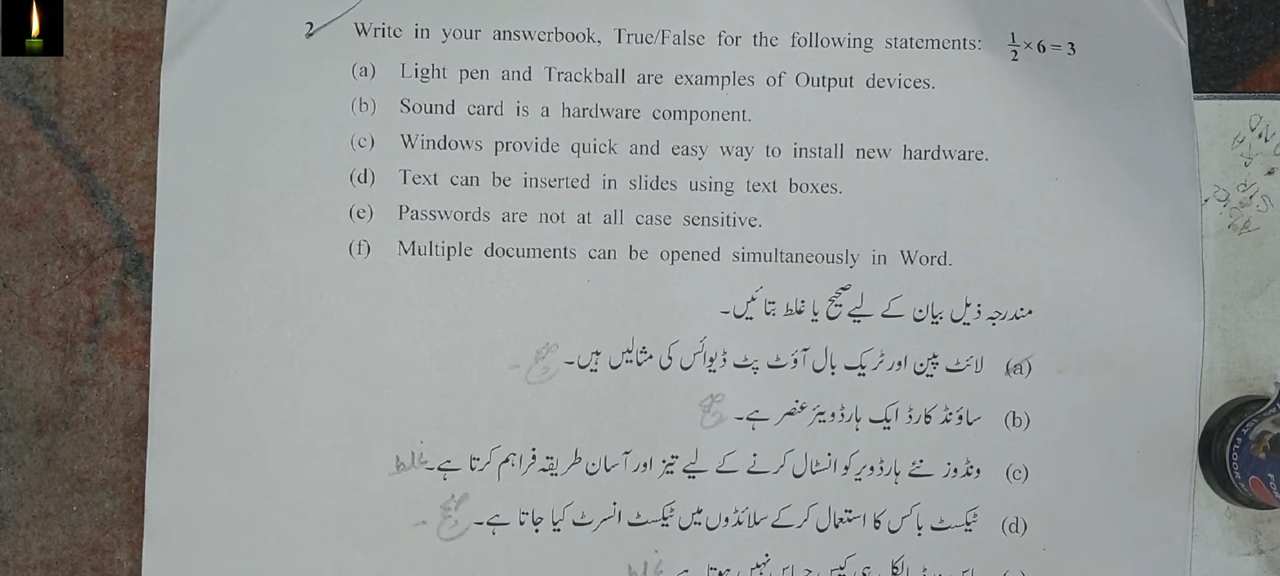 2 Write in your answerbook, True/False for the following statements: 1/2 × 6 = 3
(a) Light pen and Trackball are examples of Output devices.
(b) Sound card is a hardware component.
(c) Windows provide quick and easy way to install new hardware.
(d) Text can be inserted in slides using text boxes.
(e) Passwords are not at all case sensitive.
(f) Multiple documents can be opened simultaneously in Word.
مندرجہ ذیل بیان کے لیے صحیح یا غلط بتائیں۔
(a) لائٹ پین اور ٹریک بال آؤٹ پٹ ڈیوائس کی مثالیں ہیں۔ صحیح
(b) ساؤنڈ کارڈ ایک ہارڈویئر عنصر ہے۔ صحیح
(c) ونڈوز نئے ہارڈویر کو انسٹال کرنے کے لیے تیز اور آسان طریقہ فراہم کرتا ہے۔ غلط
(d) ٹیکسٹ باکس کا استعمال کرکے سلائڈوں میں ٹیکسٹ انسرٹ کیا جاتا ہے۔ صحیح